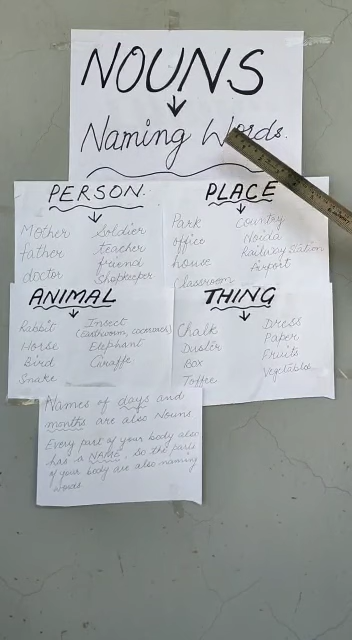 NOUNS
Naming Words.
PERSON.
Mother
father
doctor
Soldier
teacher
friend
Shopkeeper
PLACE
Park
office
house
Classroom
Country
Noida
Railway Station
Airport
ANIMAL
Rabbit
Horse
Bird
Snake
Insect
(Earthworm, cockroach)
Elephant
Giraffe
THING
Chalk
Duster
Box
Toffee
Dress
Paper
Fruits
Vegetables
Names of days and
months are also Nouns
Every part of your body also
has a NAME. So the parts
of your body are also naming
words.